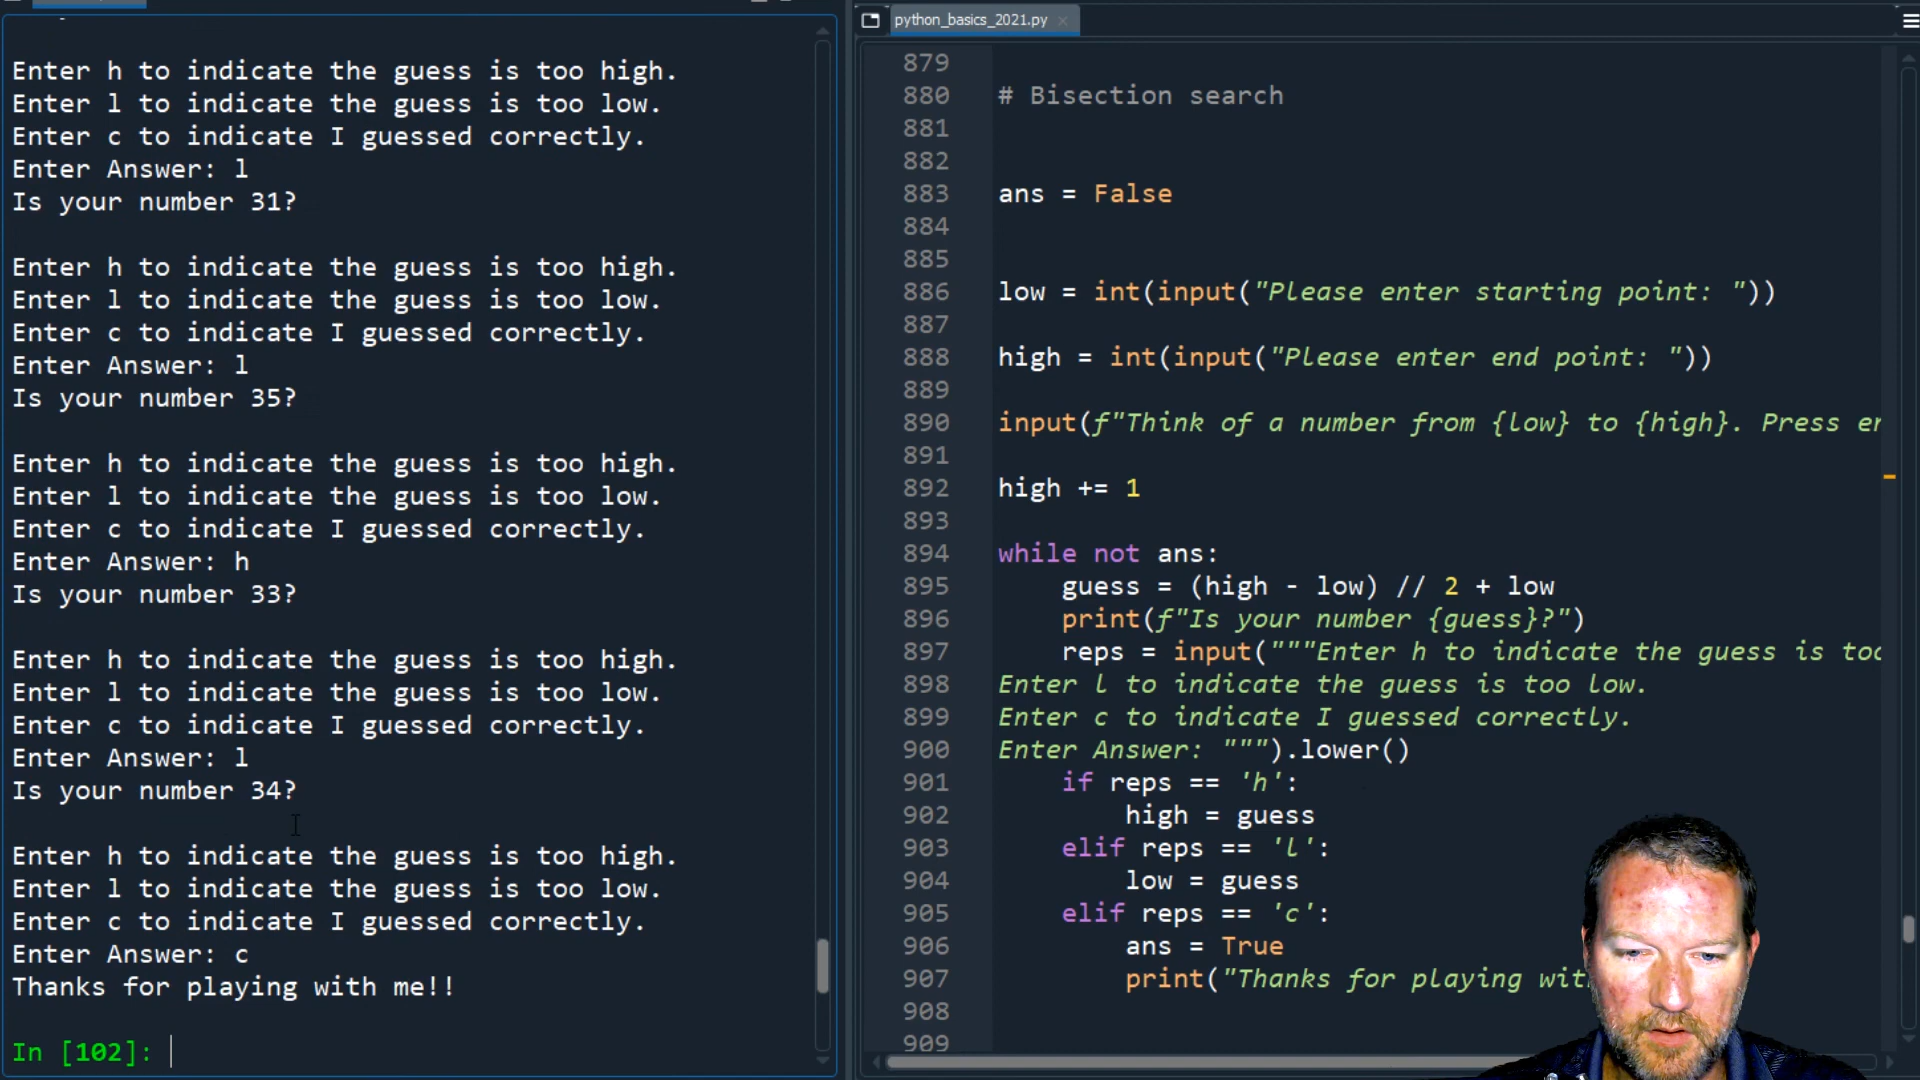 Enter h to indicate the guess is too high.
Enter l to indicate the guess is too low.
Enter c to indicate I guessed correctly.
Enter Answer: l
Is your number 31?
Enter h to indicate the guess is too high.
Enter l to indicate the guess is too low.
Enter c to indicate I guessed correctly.
Enter Answer: l
Is your number 35?
Enter h to indicate the guess is too high.
Enter l to indicate the guess is too low.
Enter c to indicate I guessed correctly.
Enter Answer: h
Is your number 33?
Enter h to indicate the guess is too high.
Enter l to indicate the guess is too low.
Enter c to indicate I guessed correctly.
Enter Answer: l
Is your number 34?
Enter h to indicate the guess is too high.
Enter l to indicate the guess is too low.
Enter c to indicate I guessed correctly.
Enter Answer: c
Thanks for playing with me!!
In [102]:
python_basics_2021.py
879
880 # Bisection search
881
882
883 ans = False
884
885
886 low = int(input("Please enter starting point: "))
887
888 high = int(input("Please enter end point: "))
889
890 input(f"Think of a number from {low} to {high}. Press
891
892 high += 1
893
894 while not ans:
895 guess = (high - low) // 2 + low
896 print(f"Is your number {guess}?")
897 reps = input("""Enter h to indicate the guess is
898 Enter l to indicate the guess is too low.
899 Enter c to indicate I guessed correctly.
900 Enter Answer: """).lower()
901 if reps == 'h':
902 high = guess
903 elif reps == 'l':
904 low = guess
905 elif reps == 'c':
906 ans = True
907 print("Thanks for playing
908
909